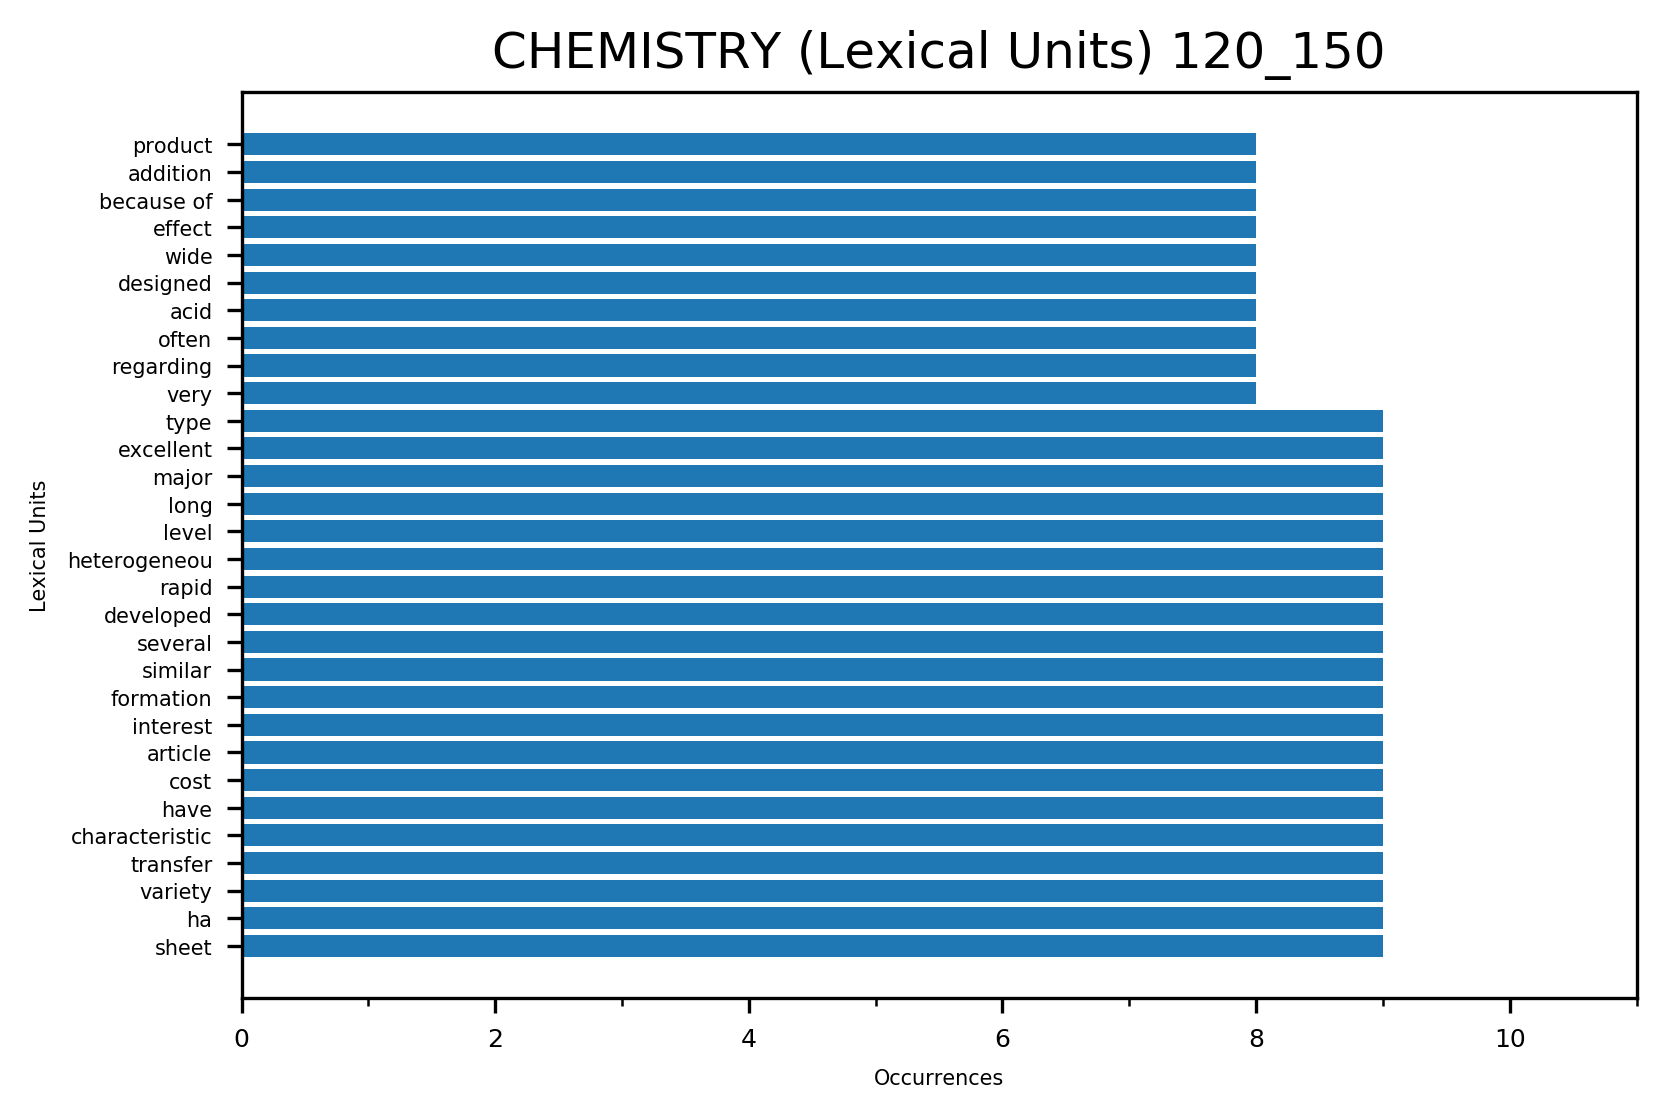 CHEMISTRY (Lexical Units) 120_150
product
addition
because of
effect
wide
designed
acid
often
regarding
very
type
excellent
major
long
level
heterogeneou
rapid
developed
several
similar
formation
interest
article
cost
have
characteristic
transfer
variety
ha
sheet
Lexical Units
0 2 4 6 8 10
Occurrences